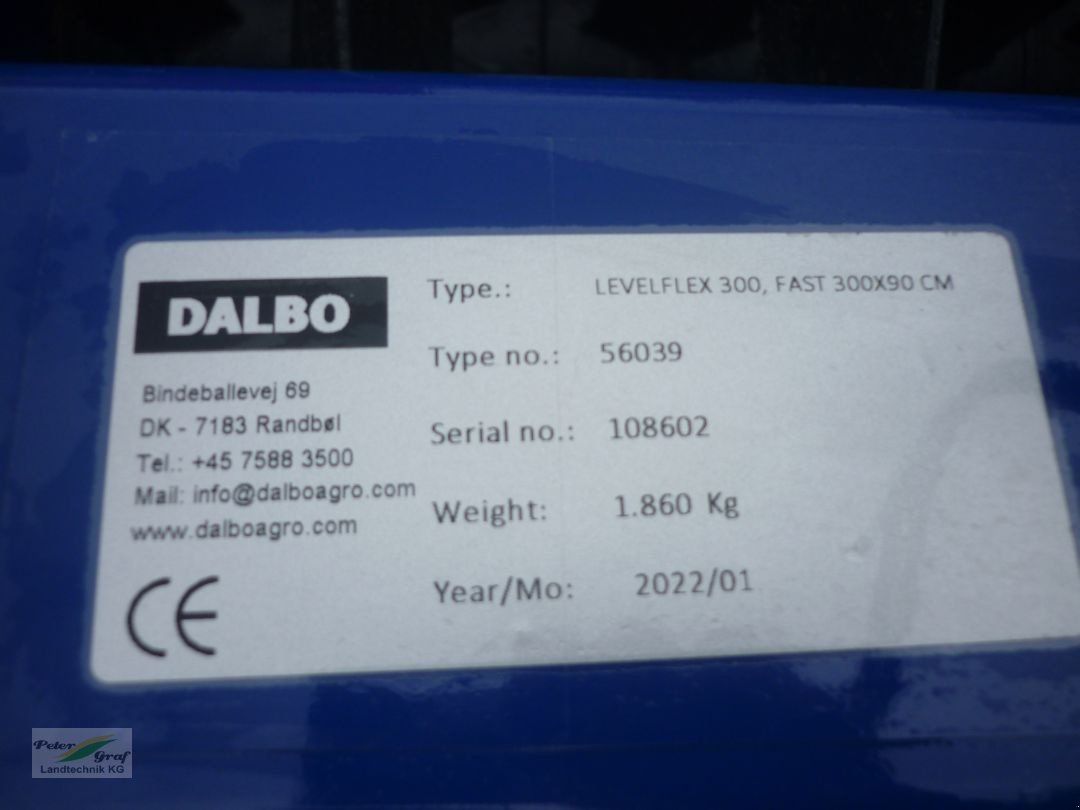 DALBO
Bindeballevej 69
DK - 7183 Randbøl
Tel.: +45 7588 3500
Mail: info@dalboagro.com
www.dalboagro.com
CE
Type.: LEVELFLEX 300, FAST 300X90 CM
Type no.: 56039
Serial no.: 108602
Weight: 1.860 Kg
Year/Mo: 2022/01
Peter Graf
Landtechnik KG